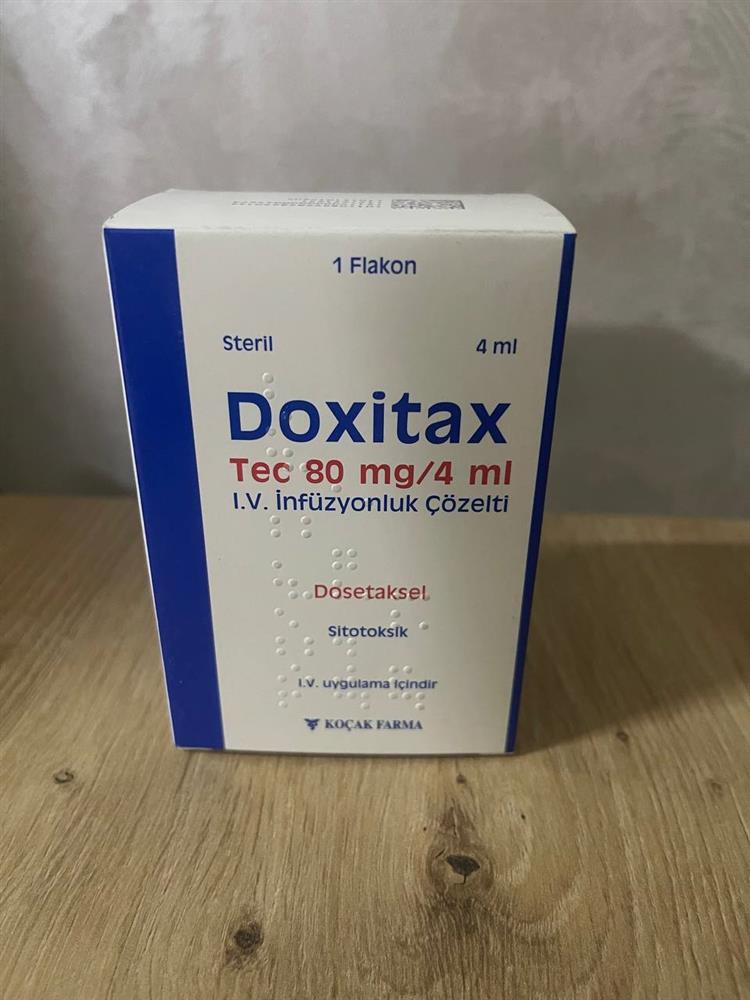 1 Flakon
Steril 4 ml
Doxitax
Tec 80 mg/4 ml
I.V. İnfüzyonluk Çözelti
Dosetaksel
Sitotoksik
I.V. uygulama içindir
KOÇAK FARMA